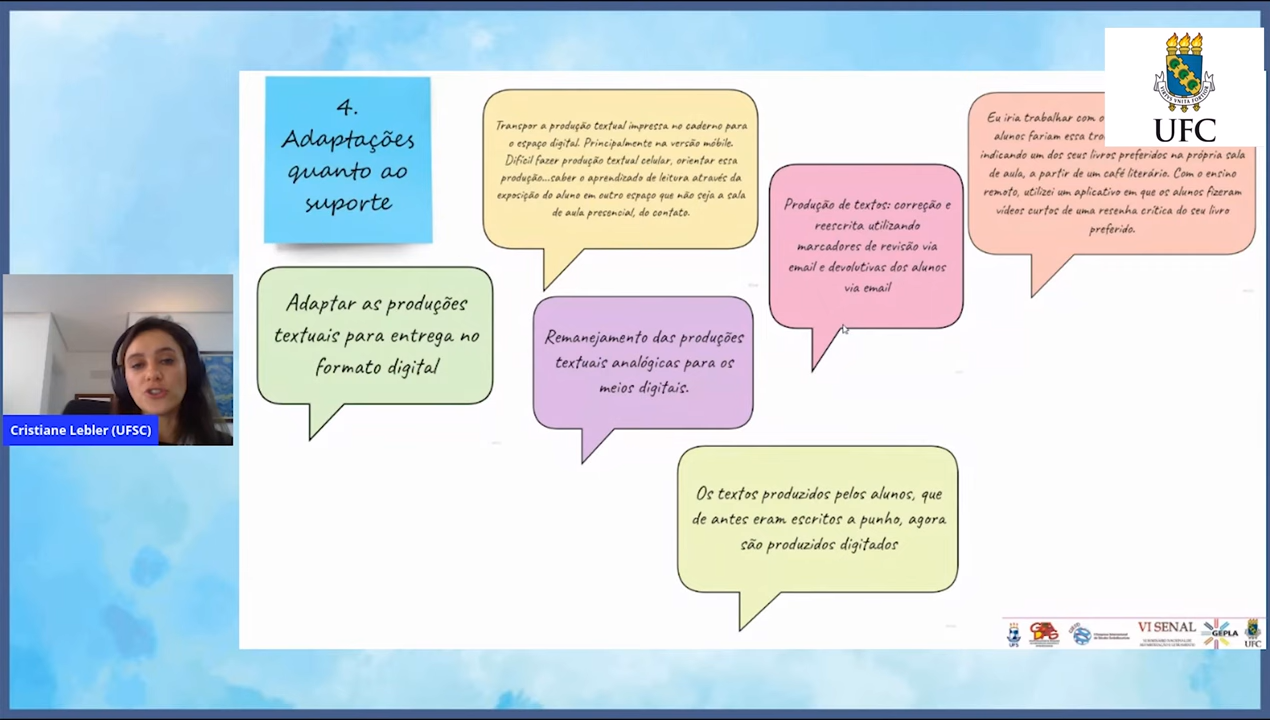 4.
Adaptações
quanto ao
suporte
Transpor a produção textual impressa no caderno para
o espaço digital. Principalmente na versão móbile.
Difícil fazer produção textual celular, orientar essa
produção...saber o aprendizado de leitura através da
exposição do aluno em outro espaço que não seja a sala
de aula presencial, do contato.
Produção de textos: correção e
reescrita utilizando
marcadores de revisão via
email e devolutivas dos alunos
via email
Eu iria trabalhar com o
alunos fariam essa
indicando um dos seus livros preferidos na própria sala
de aula, a partir de um café literário. Com o ensino
remoto, utilizei um aplicativo em que os alunos fizeram
vídeos curtos de uma resenha crítica do seu livro
preferido.
UFC
Adaptar as produções
textuais para entrega no
formato digital
Remanejamento das produções
textuais analógicas para os
meios digitais.
Os textos produzidos pelos alunos, que
de antes eram escritos a punho, agora
são produzidos digitados
Cristiane Lebler (UFSC)
UFS
VI SENAL
GEPLA
UFC